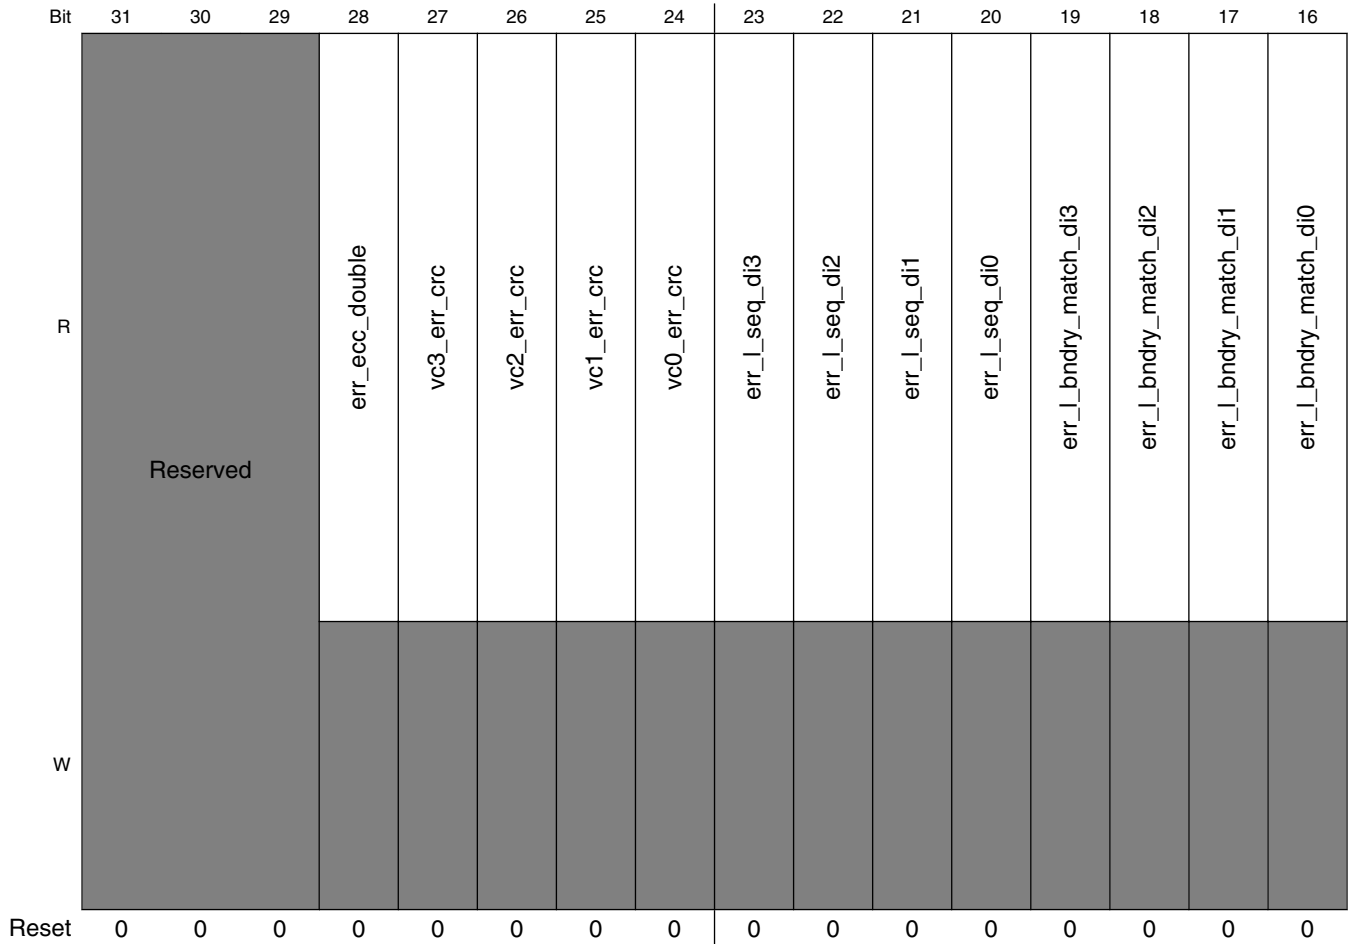 Bit 31 30 29 28 27 26 25 24 23 22 21 20 19 18 17 16
R
Reserved
err_ecc_double
vc3_err_crc
vc2_err_crc
vc1_err_crc
vc0_err_crc
err_l_seq_di3
err_l_seq_di2
err_l_seq_di1
err_l_seq_di0
err_l_bndry_match_di3
err_l_bndry_match_di2
err_l_bndry_match_di1
err_l_bndry_match_di0
W
Reset 0 0 0 0 0 0 0 0 0 0 0 0 0 0 0 0